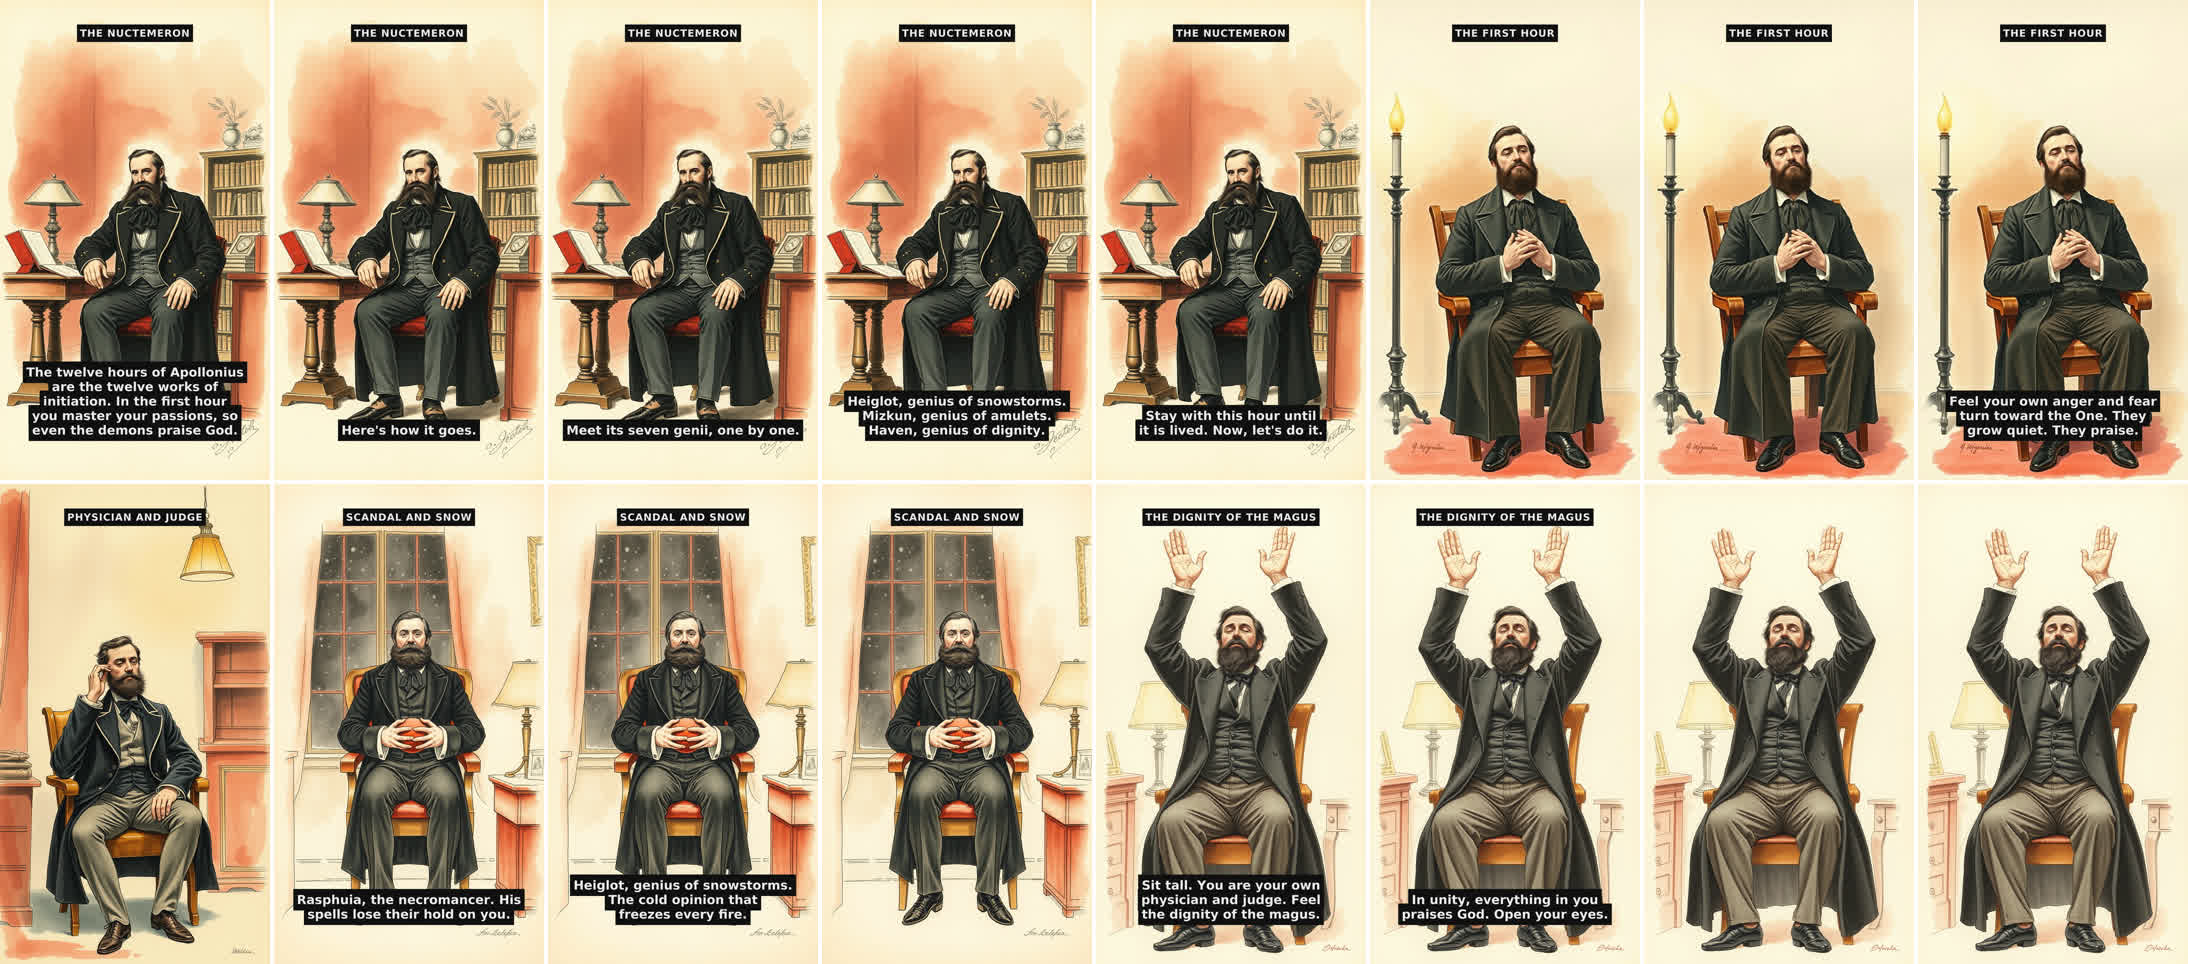 THE NUCTEMERON
The twelve hours of Apollonius
are the twelve works of
initiation. In the first hour
you master your passions, so
even the demons praise God.
THE NUCTEMERON
Here's how it goes.
THE NUCTEMERON
Meet its seven genii, one by one.
THE NUCTEMERON
Heiglot, genius of snowstorms.
Mizkun, genius of amulets.
Haven, genius of dignity.
THE NUCTEMERON
Stay with this hour until
it is lived. Now, let's do it.
THE FIRST HOUR
THE FIRST HOUR
THE FIRST HOUR
Feel your own anger and fear
turn toward the One. They
grow quiet. They praise.
PHYSICIAN AND JUDGE
SCANDAL AND SNOW
Rasphuia, the necromancer. His
spells lose their hold on you.
SCANDAL AND SNOW
Heiglot, genius of snowstorms.
The cold opinion that
freezes every fire.
SCANDAL AND SNOW
THE DIGNITY OF THE MAGUS
Sit tall. You are your own
physician and judge. Feel
the dignity of the magus.
THE DIGNITY OF THE MAGUS
In unity, everything in you
praises God. Open your eyes.